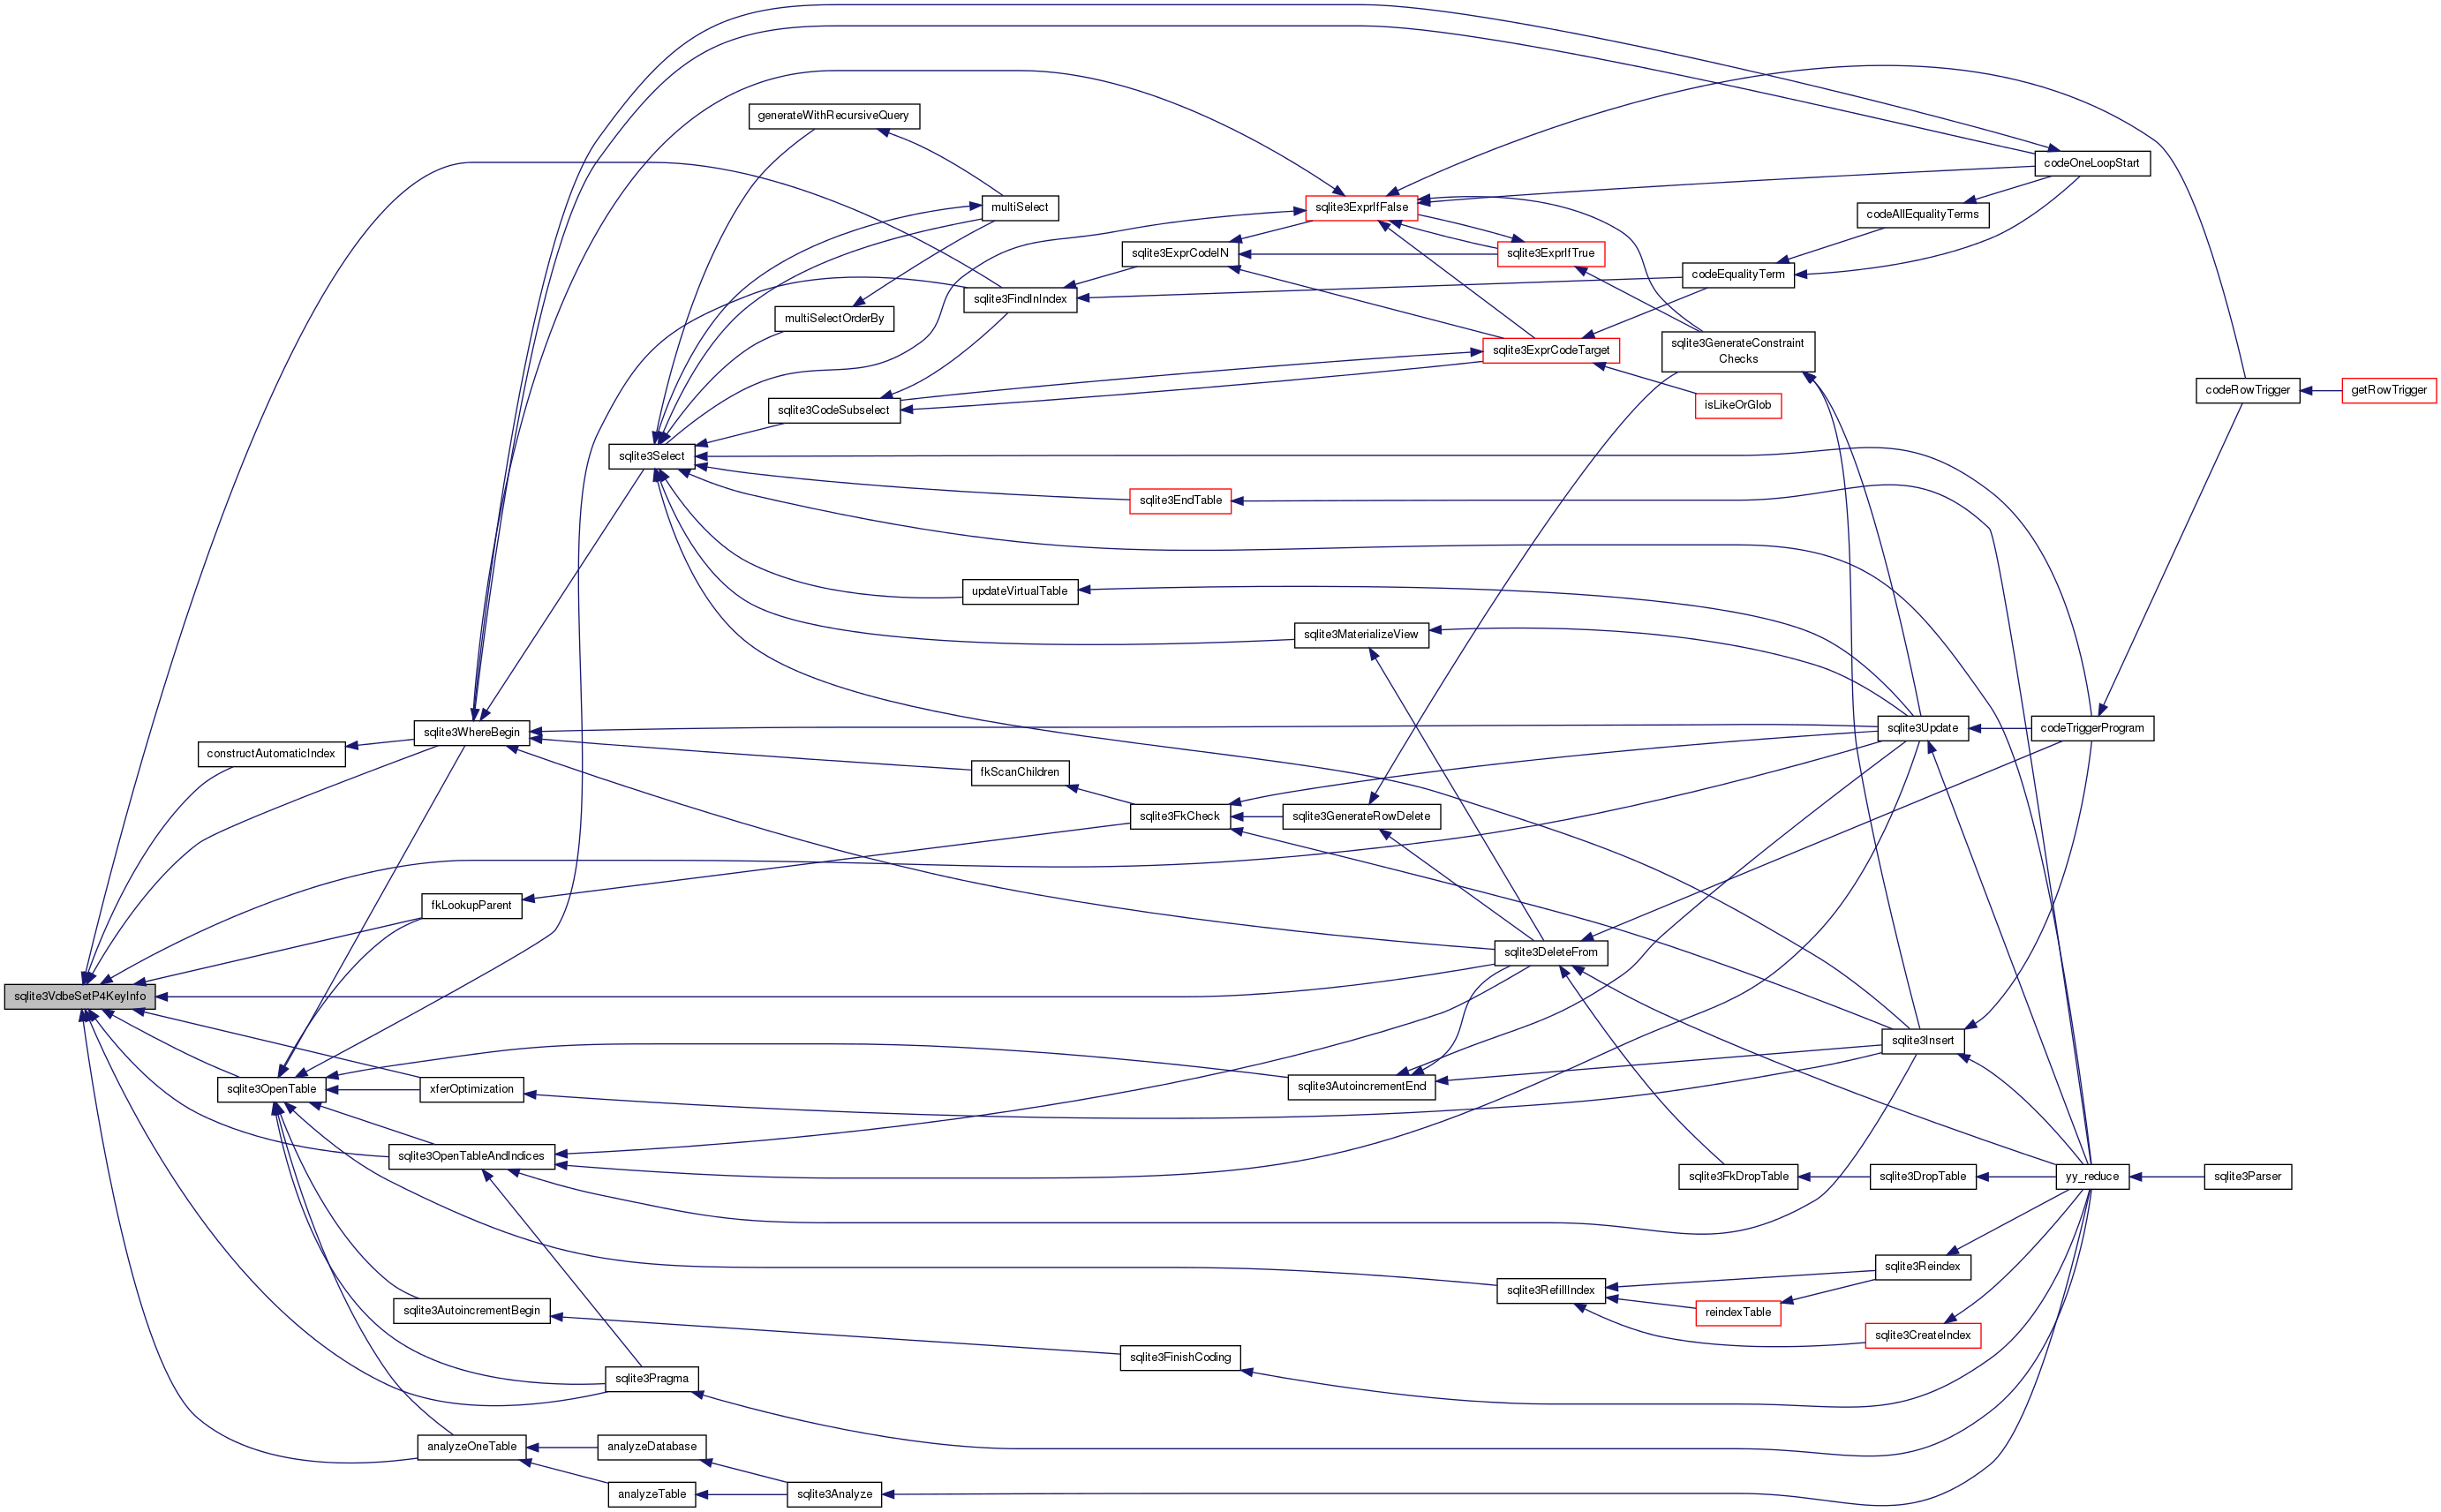 generateWithRecursiveQuery
codeOneLoopStart
multiSelect
sqlite3ExprIfFalse
codeAllEqualityTerms
sqlite3ExprCodeIN
sqlite3ExprIfTrue
codeEqualityTerm
sqlite3FindInIndex
multiSelectOrderBy
sqlite3GenerateConstraint
Checks
sqlite3ExprCodeTarget
codeRowTrigger
getRowTrigger
isLikeOrGlob
sqlite3CodeSubselect
sqlite3Select
sqlite3EndTable
updateVirtualTable
sqlite3MaterializeView
sqlite3WhereBegin
sqlite3Update
codeTriggerProgram
constructAutomaticIndex
fkScanChildren
sqlite3FkCheck
sqlite3GenerateRowDelete
fkLookupParent
sqlite3DeleteFrom
sqlite3VdbeSetP4KeyInfo
sqlite3Insert
sqlite3OpenTable
xferOptimization
sqlite3AutoincrementEnd
sqlite3OpenTableAndIndices
sqlite3FkDropTable
sqlite3DropTable
yy_reduce
sqlite3Parser
sqlite3Reindex
sqlite3RefillIndex
sqlite3AutoincrementBegin
reindexTable
sqlite3CreateIndex
sqlite3FinishCoding
sqlite3Pragma
analyzeOneTable
analyzeDatabase
analyzeTable
sqlite3Analyze